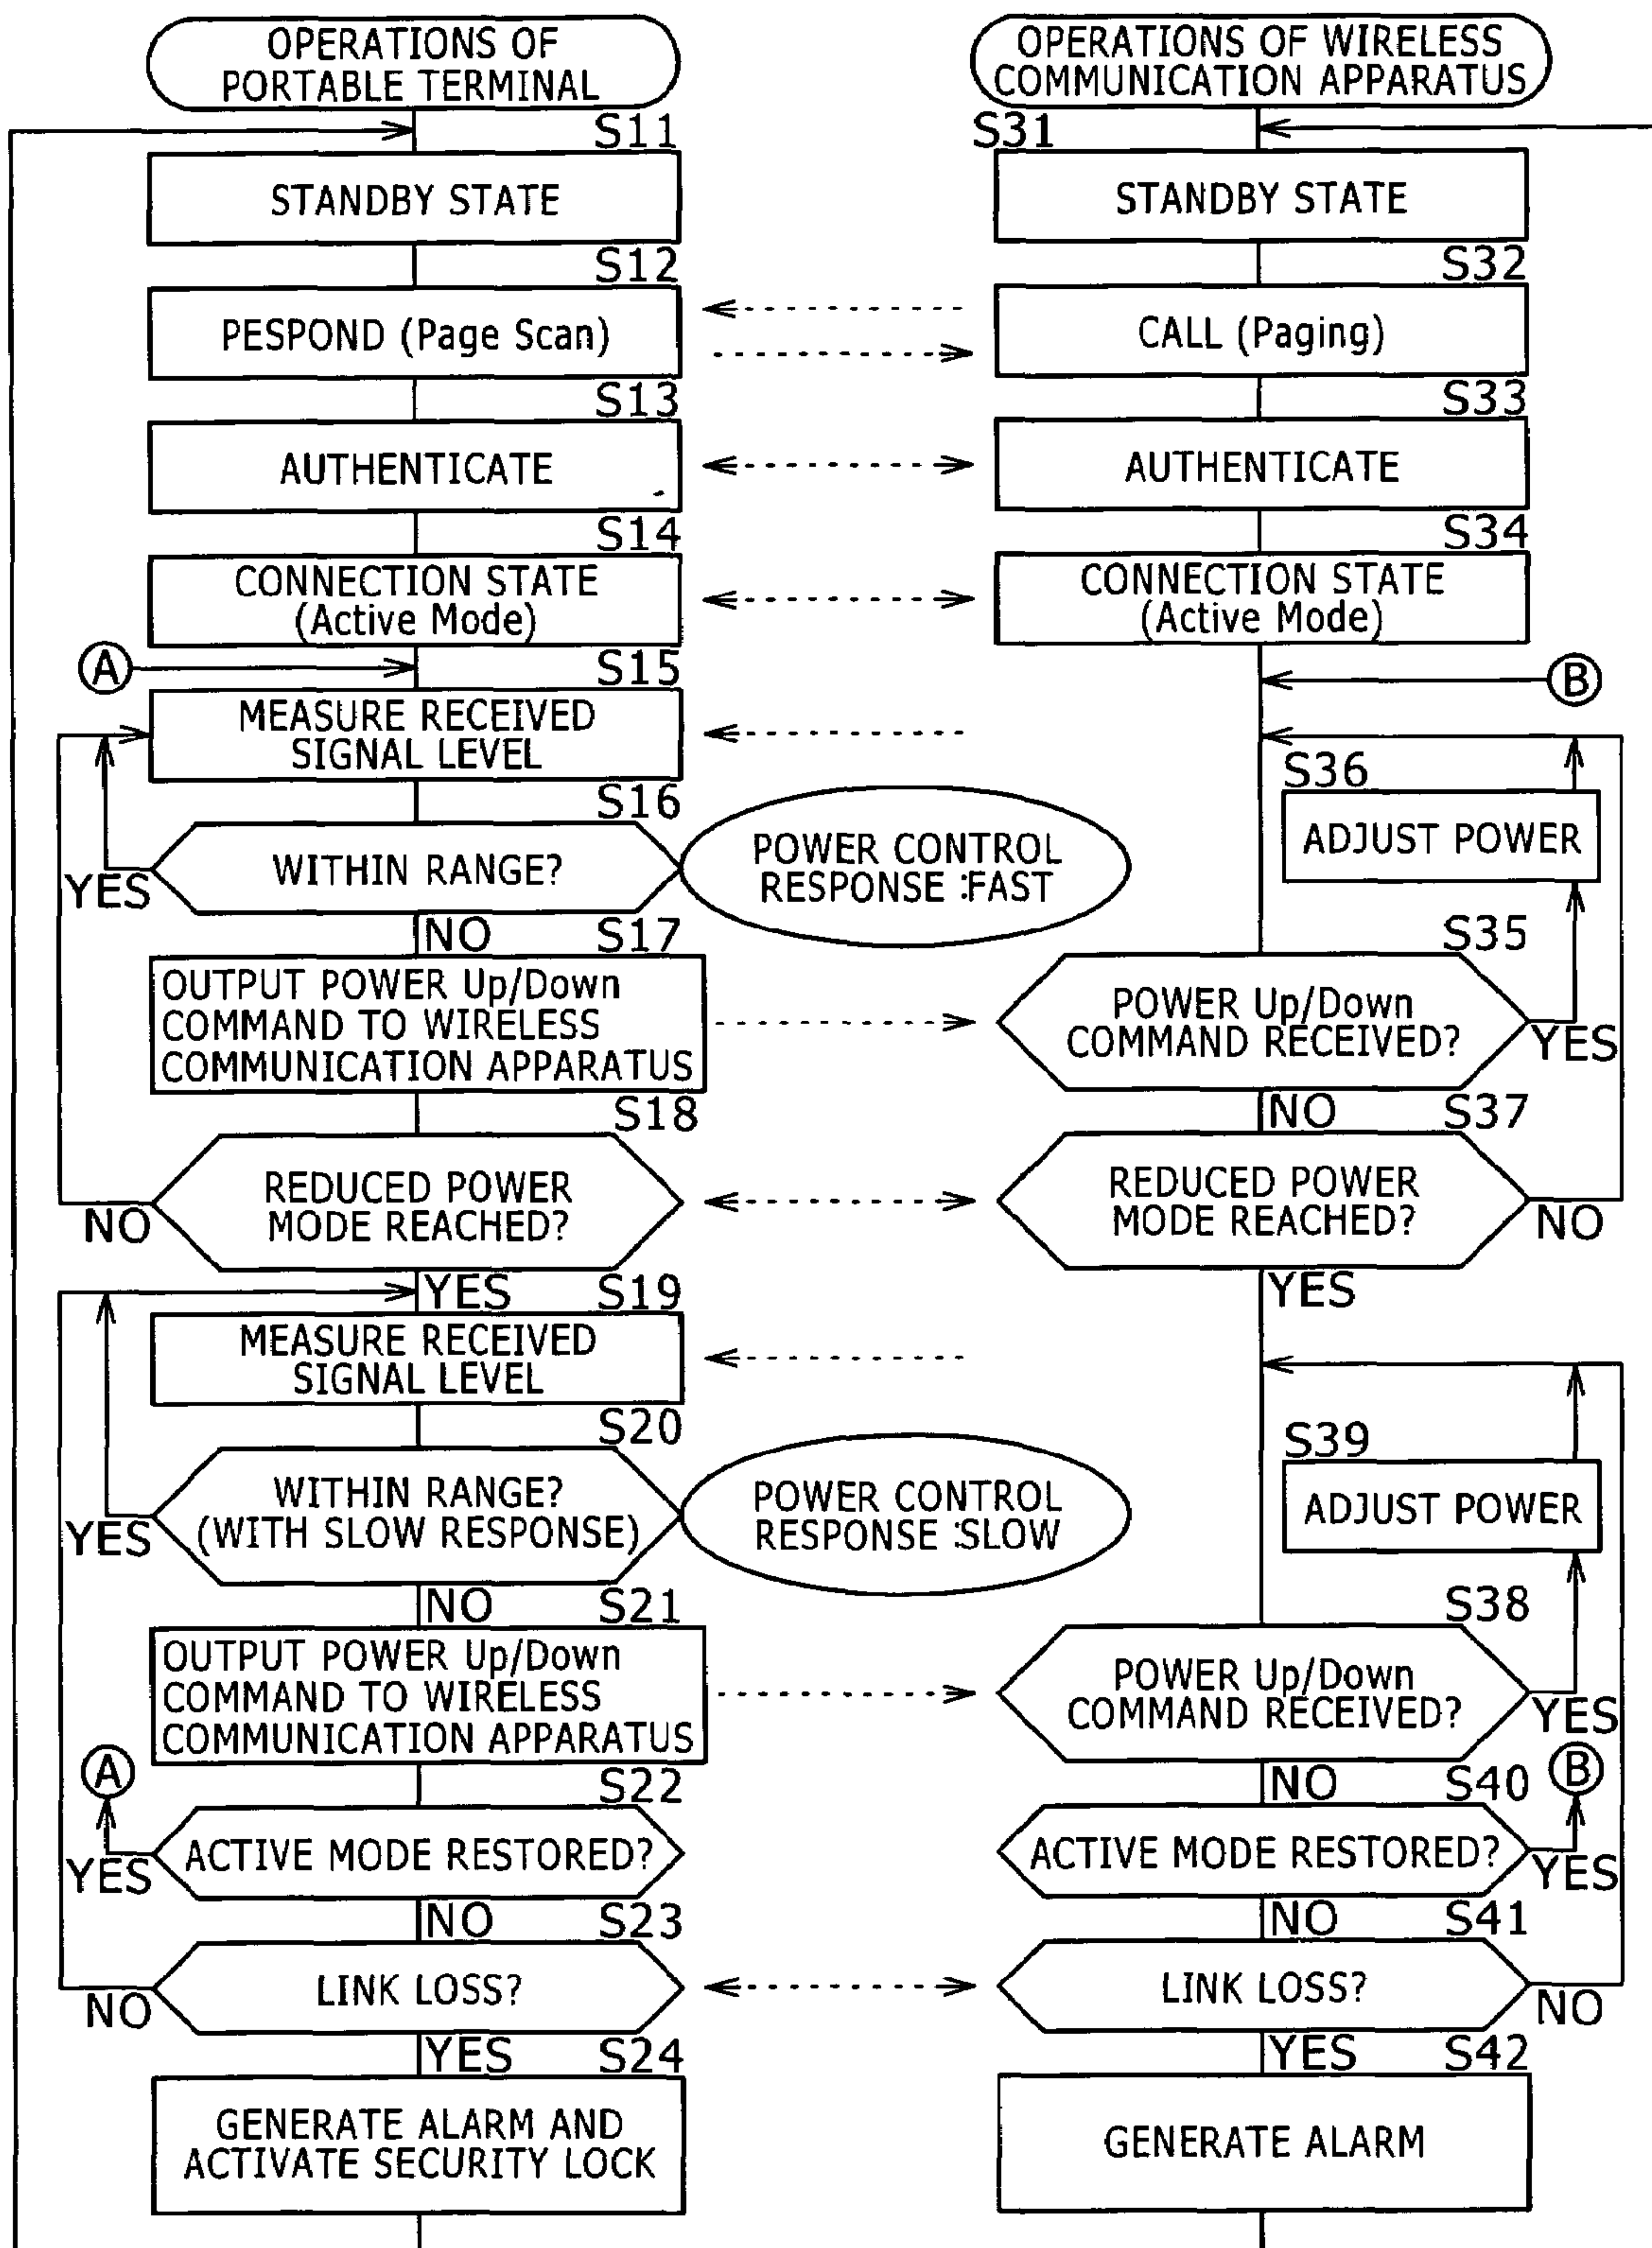 OPERATIONS OF
PORTABLE TERMINAL
S11
STANDBY STATE
S12
PESPOND (Page Scan)
S13
AUTHENTICATE
S14
CONNECTION STATE
(Active Mode)
A
S15
MEASURE RECEIVED
SIGNAL LEVEL
S16
WITHIN RANGE?
YES
POWER CONTROL
RESPONSE :FAST
NO
S17
OUTPUT POWER Up/Down
COMMAND TO WIRELESS
COMMUNICATION APPARATUS
S18
REDUCED POWER
MODE REACHED?
NO
YES
S19
MEASURE RECEIVED
SIGNAL LEVEL
S20
WITHIN RANGE?
(WITH SLOW RESPONSE)
YES
POWER CONTROL
RESPONSE :SLOW
NO
S21
OUTPUT POWER Up/Down
COMMAND TO WIRELESS
COMMUNICATION APPARATUS
A
S22
ACTIVE MODE RESTORED?
YES
NO
S23
LINK LOSS?
NO
YES
S24
GENERATE ALARM AND
ACTIVATE SECURITY LOCK
OPERATIONS OF WIRELESS
COMMUNICATION APPARATUS
S31
STANDBY STATE
S32
CALL (Paging)
S33
AUTHENTICATE
S34
CONNECTION STATE
(Active Mode)
B
S36
ADJUST POWER
S35
POWER Up/Down
COMMAND RECEIVED?
YES
NO
S37
REDUCED POWER
MODE REACHED?
NO
YES
S39
ADJUST POWER
S38
POWER Up/Down
COMMAND RECEIVED?
YES
B
NO
S40
ACTIVE MODE RESTORED?
YES
NO
S41
LINK LOSS?
NO
YES
S42
GENERATE ALARM